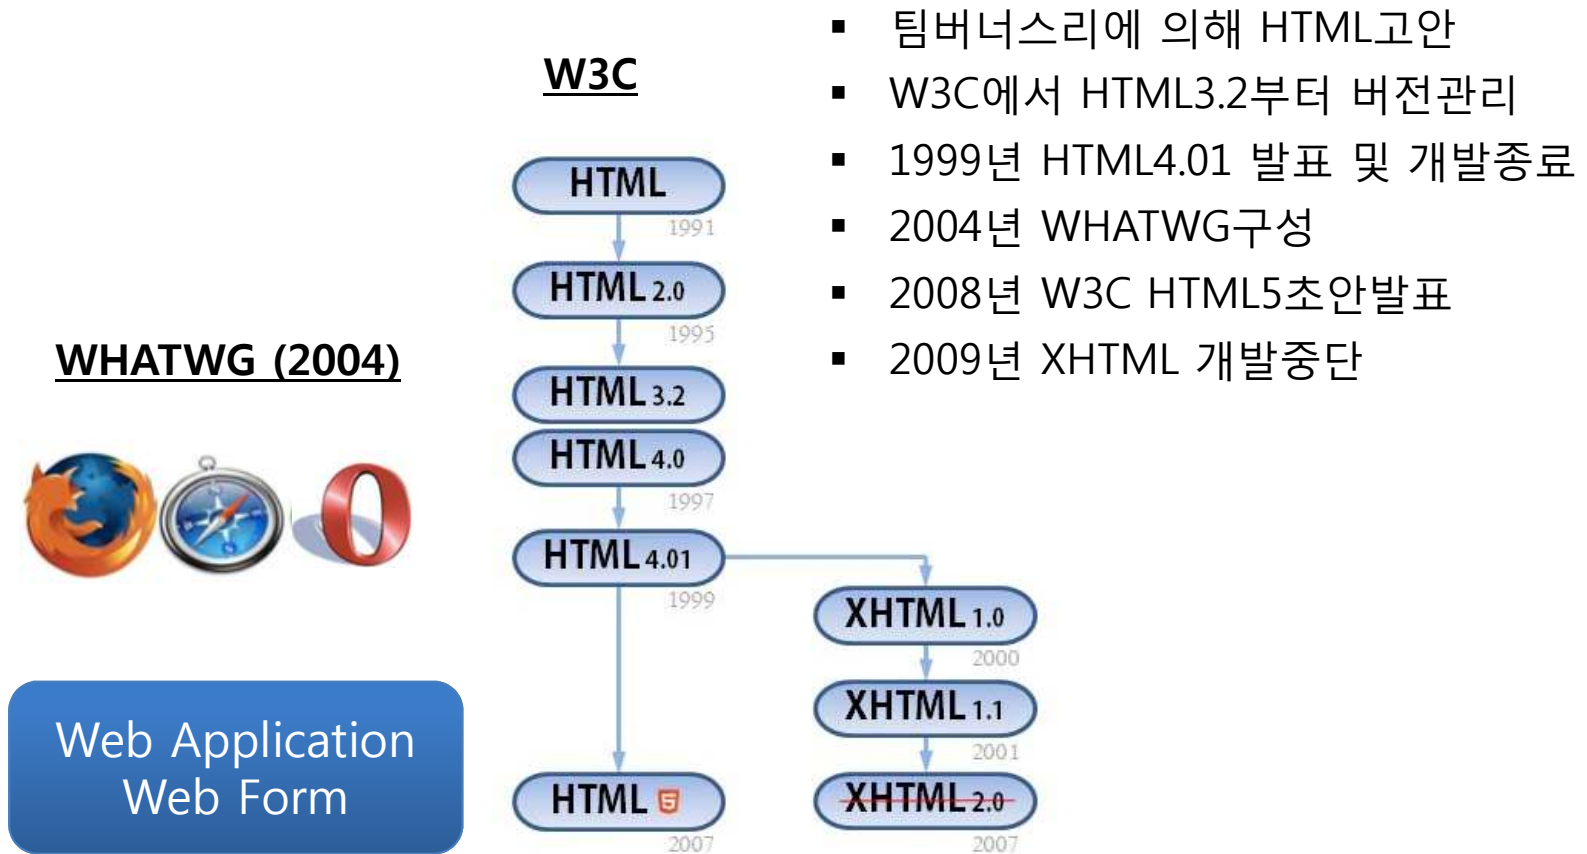 WHATWG (2004)
Web Application
Web Form
W3C
HTML
1991
HTML 2.0
1995
HTML 3.2
HTML 4.0
1997
HTML 4.01
1999
HTML 5
2007
XHTML 1.0
2000
XHTML 1.1
2001
XHTML 2.0
2007
▪ 팀버너스리에 의해 HTML고안
▪ W3C에서 HTML3.2부터 버전관리
▪ 1999년 HTML4.01 발표 및 개발종료
▪ 2004년 WHATWG구성
▪ 2008년 W3C HTML5초안발표
▪ 2009년 XHTML 개발중단